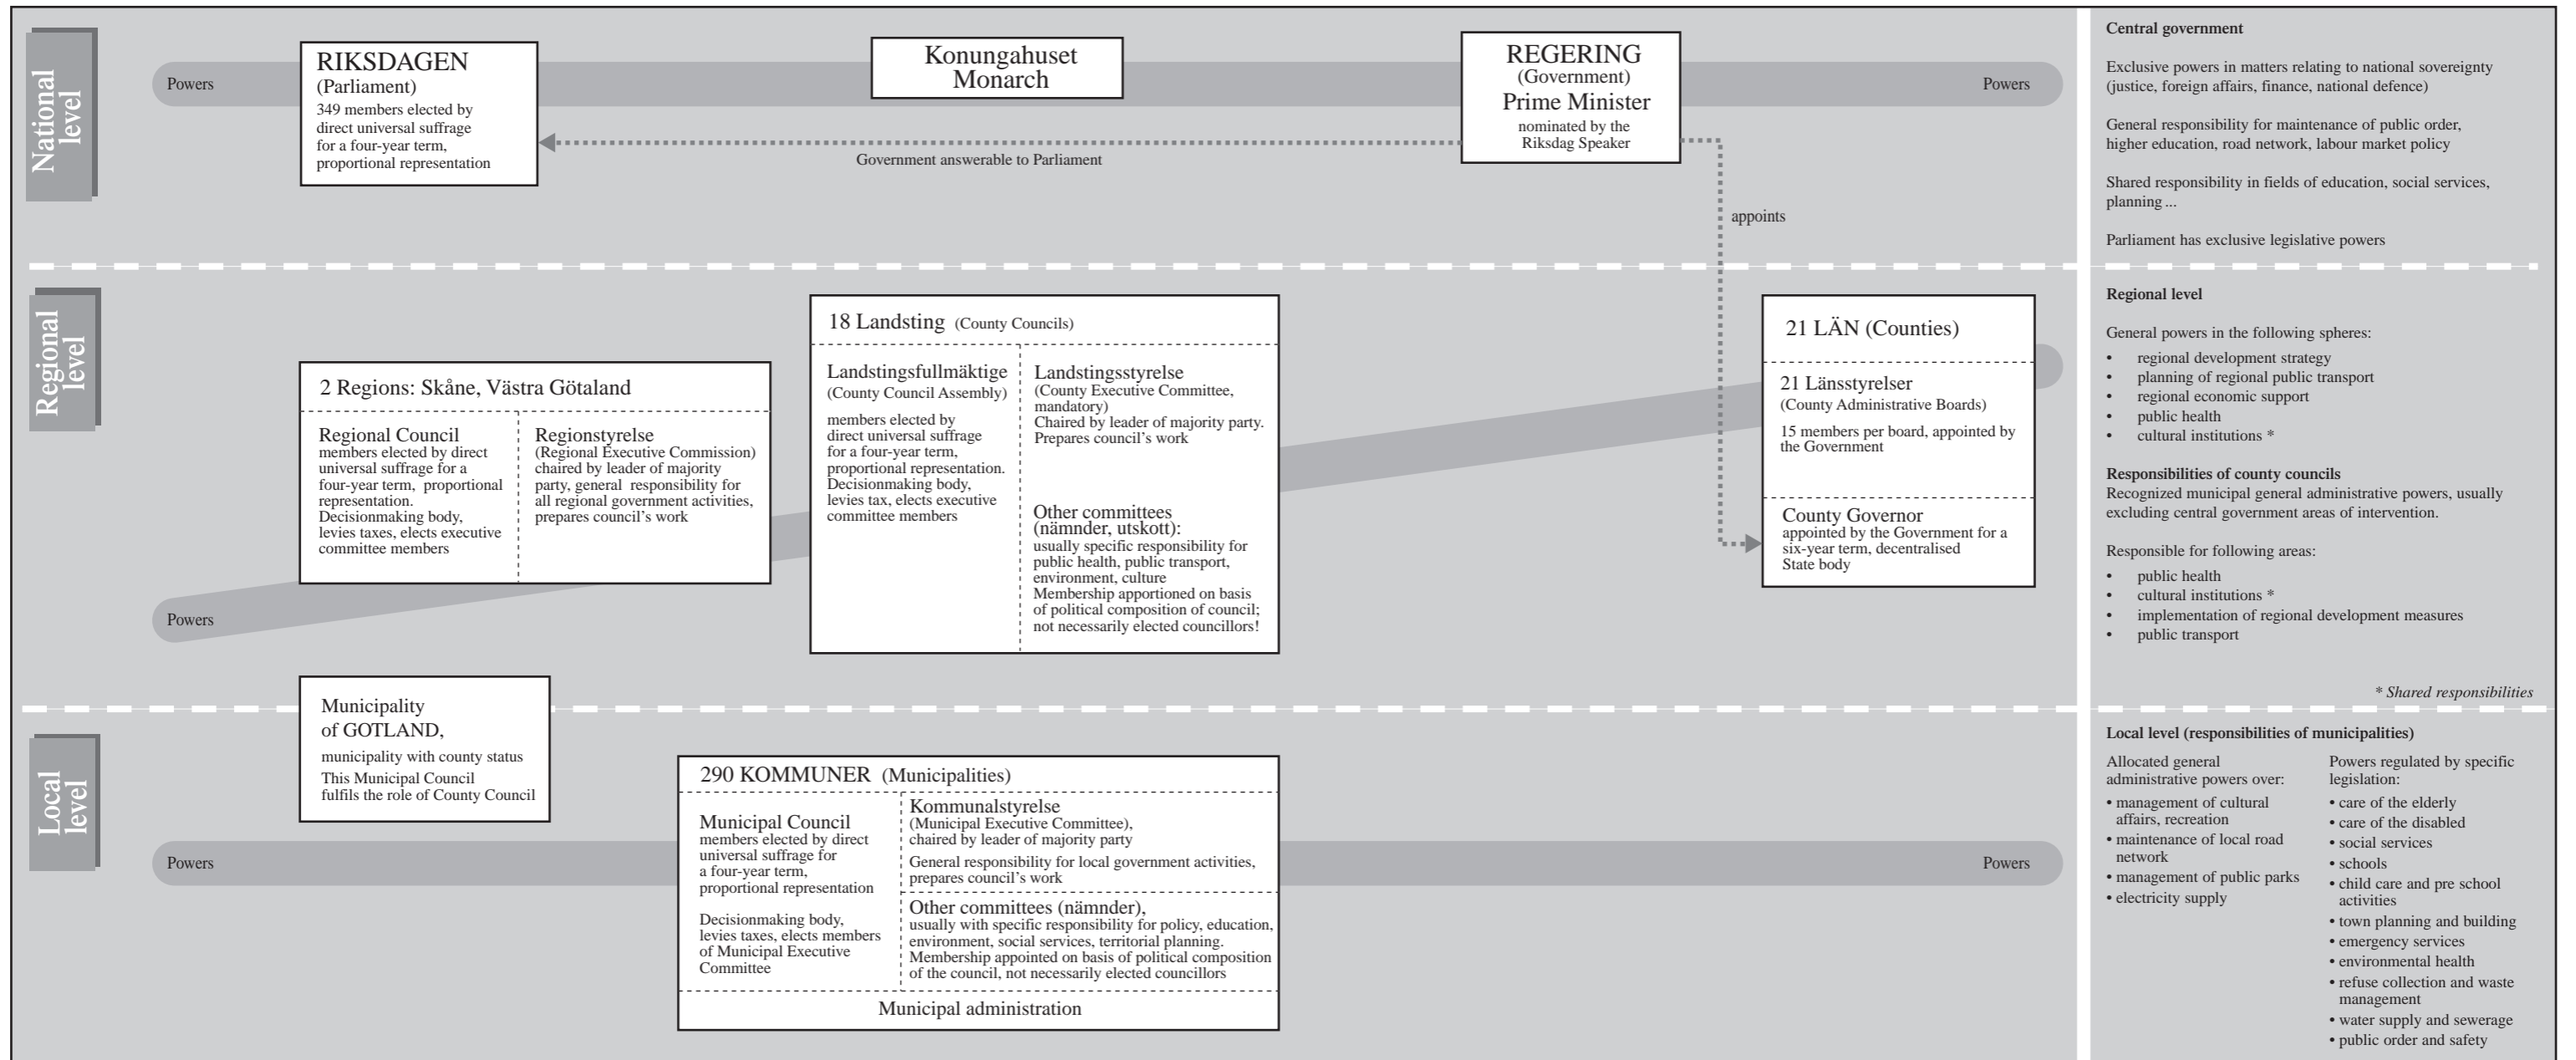 National
level
Powers
RIKSDAGEN
(Parliament)
349 members elected by
direct universal suffrage
for a four-year term,
proportional representation
Konungahuset
Monarch
REGERING
(Government)
Prime Minister
nominated by the
Riksdag Speaker
Powers
Government answerable to Parliament
appoints
Central government
Exclusive powers in matters relating to national sovereignty
(justice, foreign affairs, finance, national defence)
General responsibility for maintenance of public order,
higher education, road network, labour market policy
Shared responsibility in fields of education, social services,
planning ...
Parliament has exclusive legislative powers
Regional
level
2 Regions: Skåne, Västra Götaland
Regional Council
members elected by direct
universal suffrage for a
four-year term, proportional
representation.
Decisionmaking body,
levies taxes, elects executive
committee members
Regionstyrelse
(Regional Executive Commission)
chaired by leader of majority
party, general responsibility for
all regional government activities,
prepares council's work
Powers
18 Landsting (County Councils)
Landstingsfullmäktige
(County Council Assembly)
members elected by
direct universal suffrage
for a four-year term,
proportional representation.
Decisionmaking body,
levies tax, elects executive
committee members
Landstingsstyrelse
(County Executive Committee,
mandatory)
Chaired by leader of majority party.
Prepares council's work
Other committees
(nämnder, utskott):
usually specific responsibility for
public health, public transport,
environment, culture
Membership apportioned on basis
of political composition of council;
not necessarily elected councillors!
21 LÄN (Counties)
21 Länsstyrelser
(County Administrative Boards)
15 members per board, appointed by
the Government
County Governor
appointed by the Government for a
six-year term, decentralised
State body
Regional level
General powers in the following spheres:
• regional development strategy
• planning of regional public transport
• regional economic support
• public health
• cultural institutions *
Responsibilities of county councils
Recognized municipal general administrative powers, usually
excluding central government areas of intervention.
Responsible for following areas:
• public health
• cultural institutions *
• implementation of regional development measures
• public transport
* Shared responsibilities
Local
level
Municipality
of GOTLAND,
municipality with county status
This Municipal Council
fulfils the role of County Council
Powers
290 KOMMUNER (Municipalities)
Municipal Council
members elected by direct
universal suffrage for
a four-year term,
proportional representation
Decisionmaking body,
levies taxes, elects members
of Municipal Executive
Committee
Kommunalstyrelse
(Municipal Executive Committee),
chaired by leader of majority party
General responsibility for local government activities,
prepares council's work
Other committees (nämnder),
usually with specific responsibility for policy, education,
environment, social services, territorial planning.
Membership appointed on basis of political composition
of the council, not necessarily elected councillors
Municipal administration
Powers
Local level (responsibilities of municipalities)
Allocated general
administrative powers over:
• management of cultural
affairs, recreation
• maintenance of local road
network
• management of public parks
• electricity supply
Powers regulated by specific
legislation:
• care of the elderly
• care of the disabled
• social services
• schools
• child care and pre school
activities
• town planning and building
• emergency services
• environmental health
• refuse collection and waste
management
• water supply and sewerage
• public order and safety